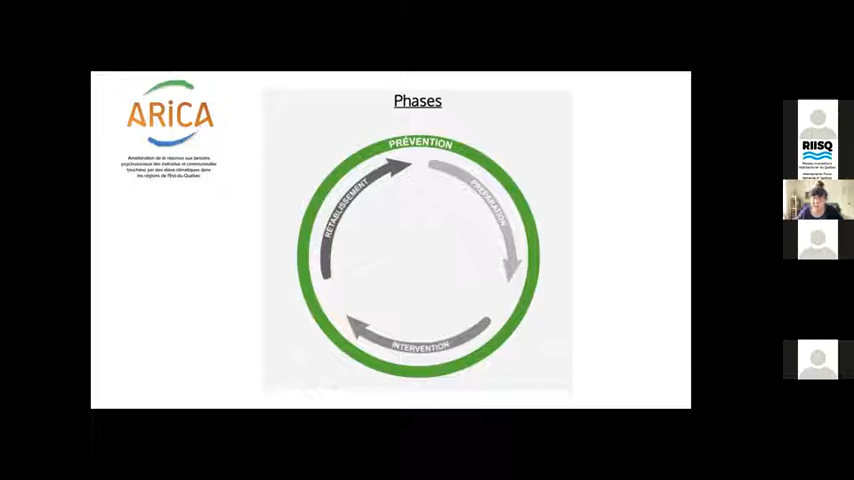 ARiCA
Amélioration de la réponse aux besoins
psychosociaux des individus et communautés
touchées par des aléas climatiques dans
les régions de l'Est-du-Québec
Phases
PRÉVENTION
PRÉPARATION
INTERVENTION
RÉTABLISSEMENT
RIISQ